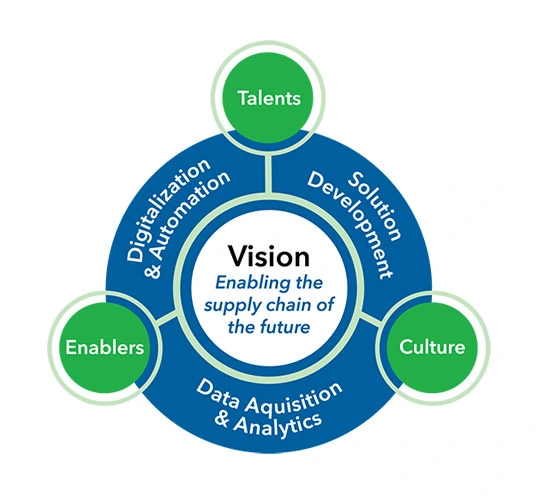 Talents
Digitalization
& Automation
Solution
Development
Vision
Enabling the
supply chain of
the future
Enablers
Culture
Data Aquisition
& Analytics